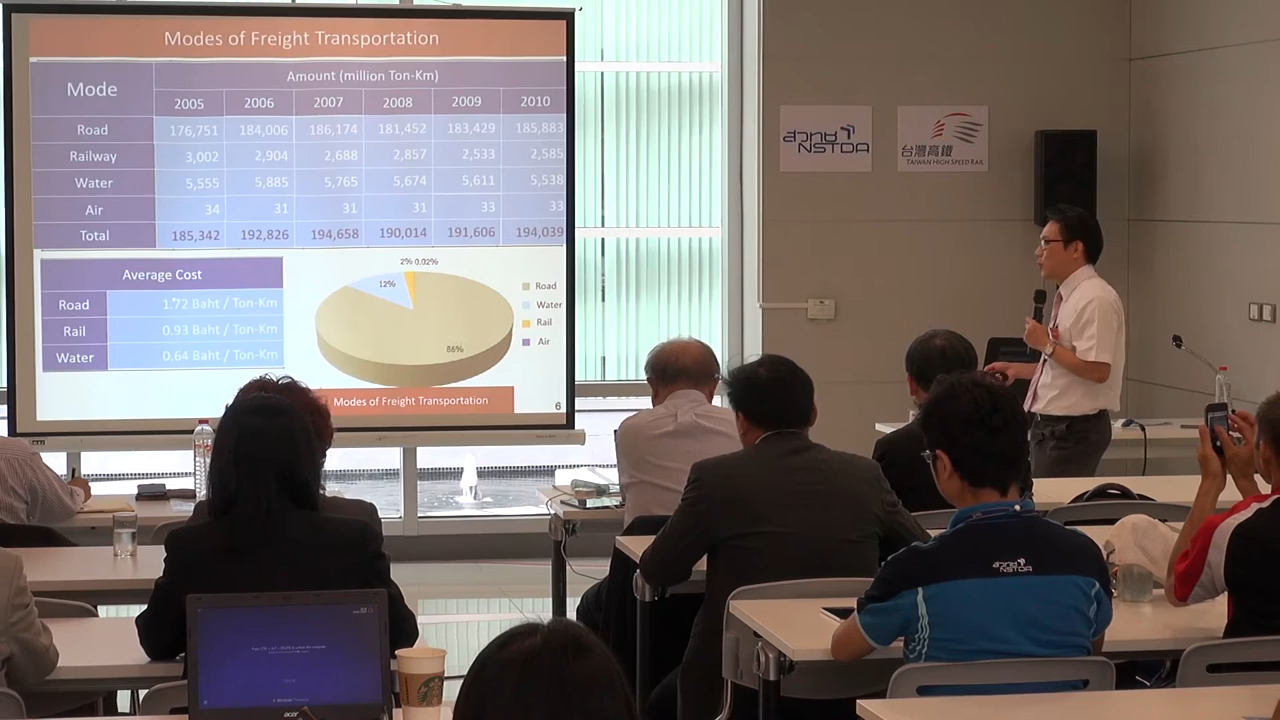 Modes of Freight Transportation
Mode
Amount (million Ton-Km)
2005 2006 2007 2008 2009 2010
Road 176,751 184,006 186,174 181,452 183,429 185,883
Railway 3,002 2,904 2,688 2,857 2,533 2,585
Water 5,555 5,885 5,765 5,674 5,611 5,538
Air 34 31 31 31 33 33
Total 185,342 192,826 194,658 190,014 191,606 194,039
Average Cost
Road 1.72 Baht / Ton-Km
Rail 0.93 Baht / Ton-Km
Water 0.64 Baht / Ton-Km
2% 0.02%
12%
86%
Road
Water
Rail
Air
Modes of Freight Transportation
6
สวทช
NSTDA
台灣高鐵
TAIWAN HIGH SPEED RAIL
สวทช
NSTDA
acer